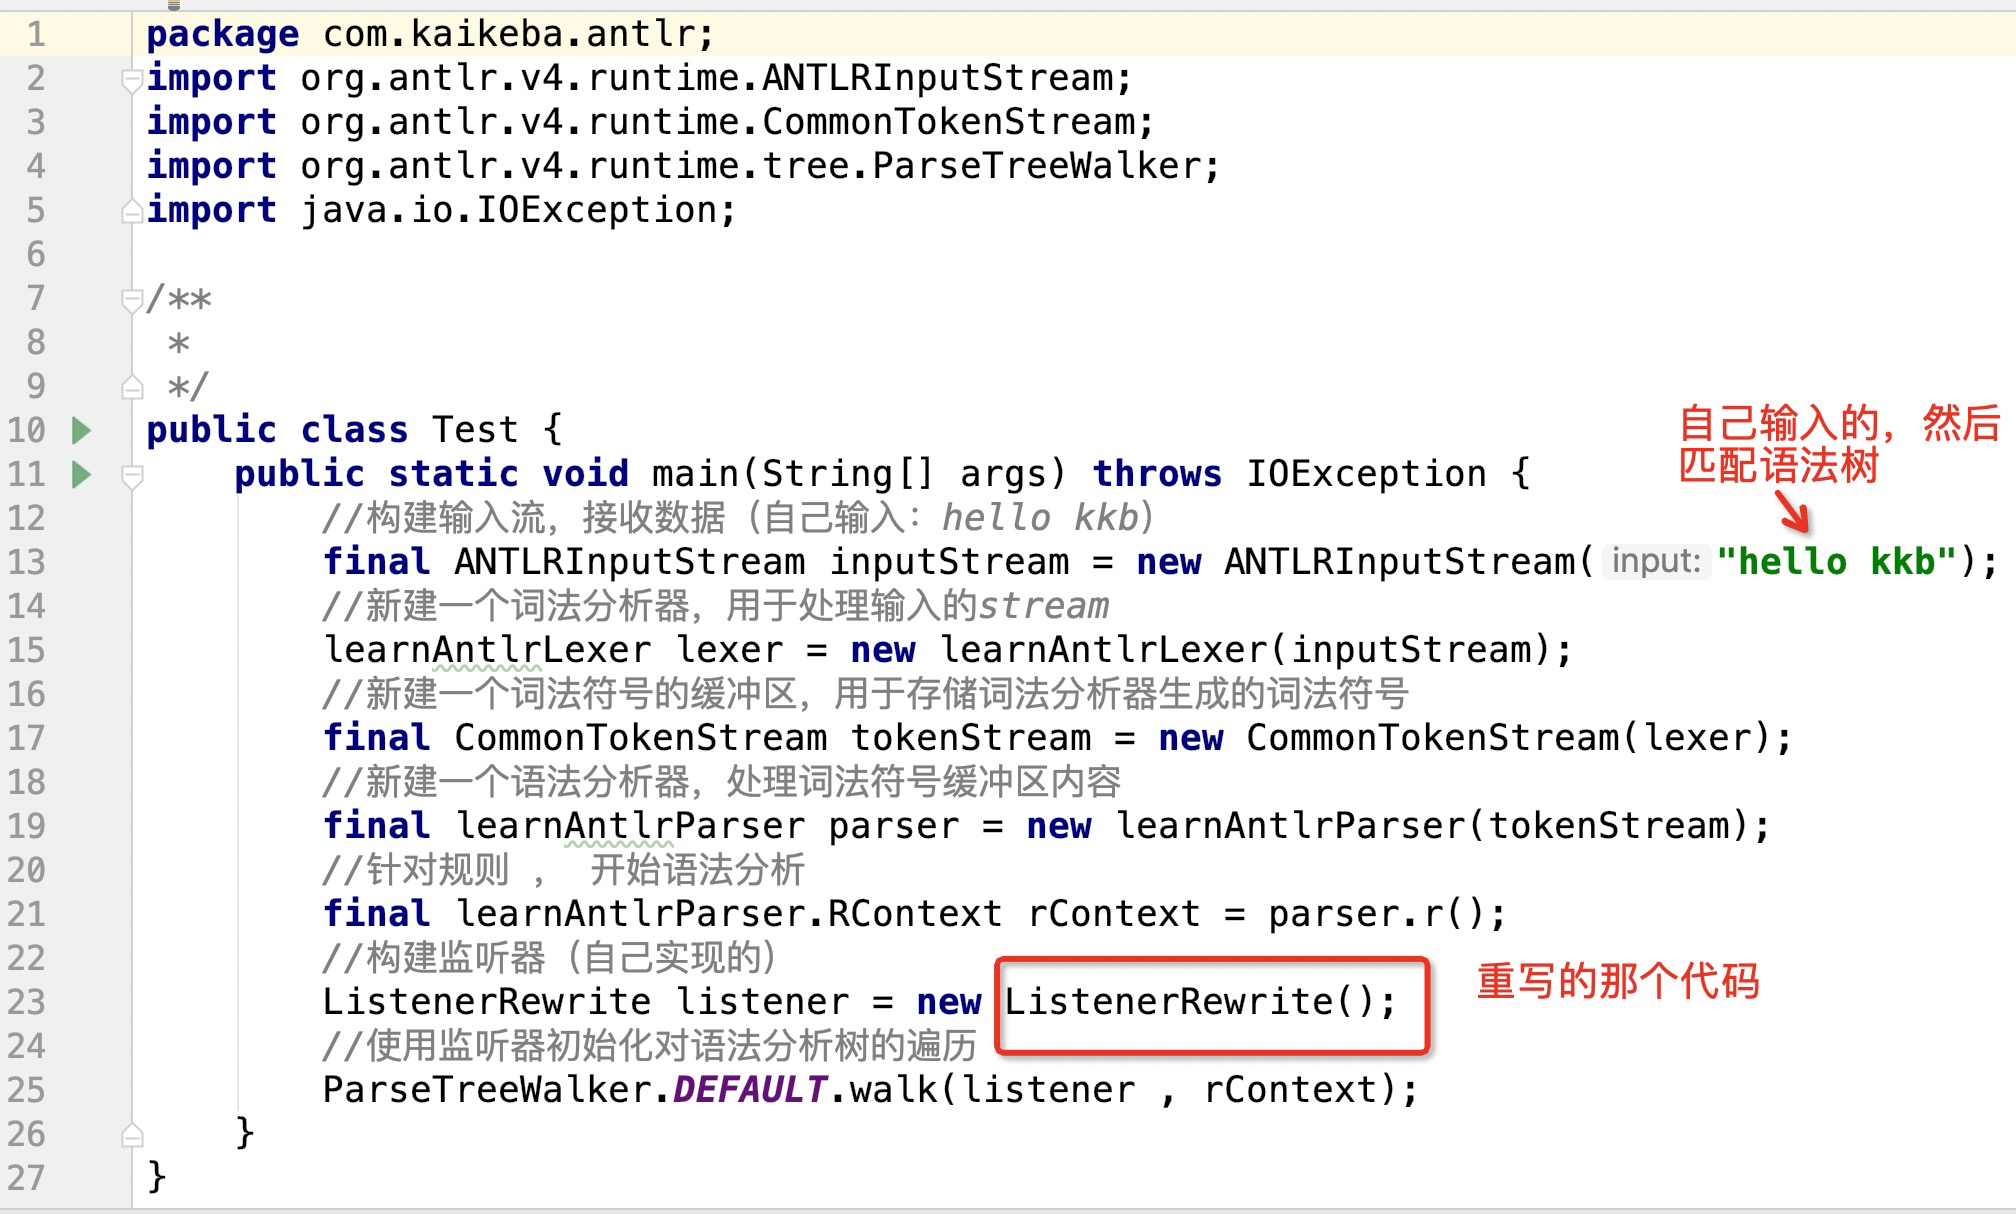 1 package com.kaikeba.antlr;
2 import org.antlr.v4.runtime.ANTLRInputStream;
3 import org.antlr.v4.runtime.CommonTokenStream;
4 import org.antlr.v4.runtime.tree.ParseTreeWalker;
5 import java.io.IOException;
6
7 /**
8 *
9 */
10 public class Test {
自己输入的，然后
匹配语法树
11 public static void main(String[] args) throws IOException {
12 //构建输入流，接收数据（自己输入：hello kkb）
13 final ANTLRInputStream inputStream = new ANTLRInputStream( input: "hello kkb");
14 //新建一个词法分析器，用于处理输入的stream
15 learnAntlrLexer lexer = new learnAntlrLexer(inputStream);
16 //新建一个词法符号的缓冲区，用于存储词法分析器生成的词法符号
17 final CommonTokenStream tokenStream = new CommonTokenStream(lexer);
18 //新建一个语法分析器，处理词法符号缓冲区内容
19 final learnAntlrParser parser = new learnAntlrParser(tokenStream);
20 //针对规则 ， 开始语法分析
21 final learnAntlrParser.RContext rContext = parser.r();
22 //构建监听器（自己实现的）
23 ListenerRewrite listener = new ListenerRewrite();
重写的那个代码
24 //使用监听器初始化对语法分析树的遍历
25 ParseTreeWalker.DEFAULT.walk(listener , rContext);
26 }
27 }